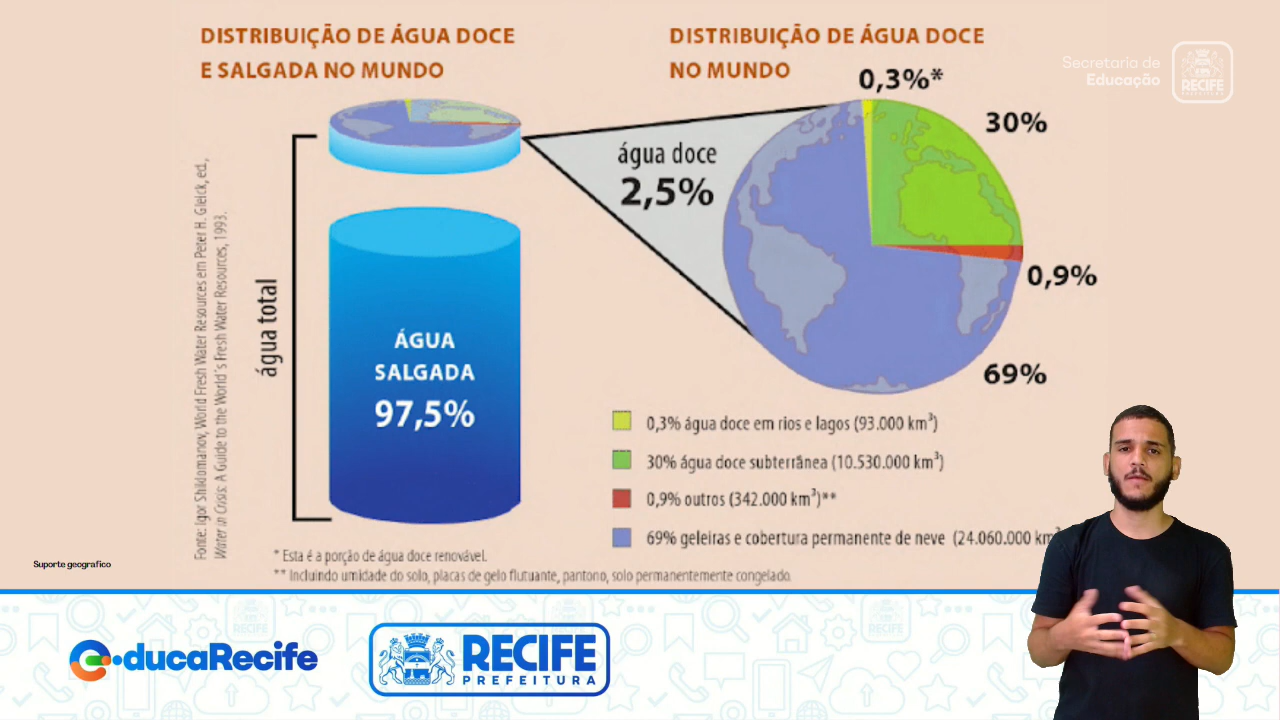 DISTRIBUIÇÃO DE ÁGUA DOCE
E SALGADA NO MUNDO
DISTRIBUIÇÃO DE ÁGUA DOCE
NO MUNDO
Secretaria de
Educação
RECIFE
PREFEITURA
0,3%*
30%
água doce
2,5%
0,9%
69%
água total
ÁGUA
SALGADA
97,5%
Fonte: Igor Shiklomanov, World Fresh Water Resources em Peter H. Gleick, ed.,
Water in Crisis: A Guide to the World's Fresh Water Resources, 1993.
0,3% água doce em rios e lagos (93.000 km³)
30% água doce subterrânea (10.530.000 km³)
0,9% outros (342.000 km³)**
69% geleiras e cobertura permanente de neve (24.060.000 km³
* Esta é a porção de água doce renovável.
** Incluindo umidade do solo, placas de gelo flutuante, pantono, solo permanentemente congelado.
Suporte geografico
educaRecife
RECIFE
PREFEITURA